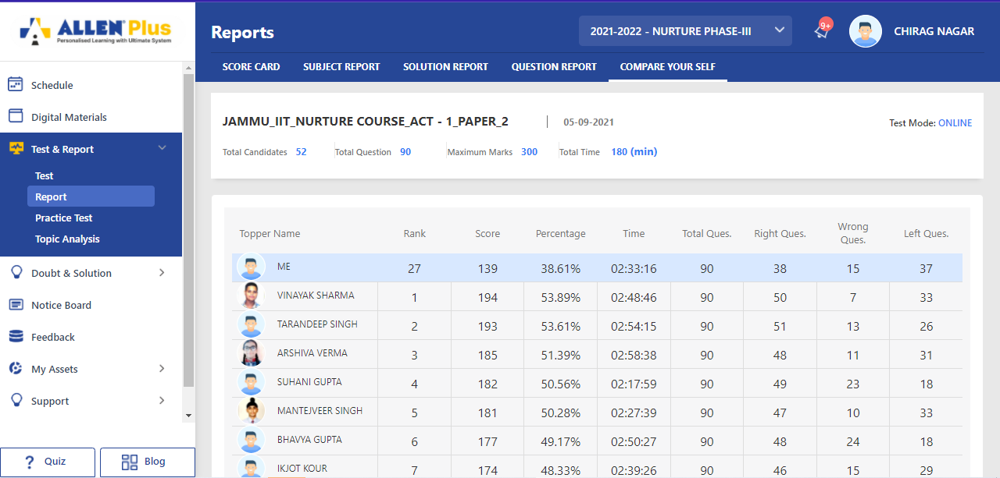 ALLEN Plus
Personalised Learning with Ultimate System
Schedule
Digital Materials
Test & Report
Test
Report
Practice Test
Topic Analysis
Doubt & Solution
Notice Board
Feedback
My Assets
Support
? Quiz
Blog
Reports
2021-2022 - NURTURE PHASE-III
9+
CHIRAG NAGAR
SCORE CARD SUBJECT REPORT SOLUTION REPORT QUESTION REPORT COMPARE YOUR SELF
JAMMU_IIT_NURTURE COURSE_ACT - 1_PAPER_2 | 05-09-2021
Test Mode: ONLINE
Total Candidates 52 Total Question 90 Maximum Marks 300 Total Time 180 (min)
Topper Name Rank Score Percentage Time Total Ques. Right Ques. Wrong Ques. Left Ques.
ME 27 139 38.61% 02:33:16 90 38 15 37
VINAYAK SHARMA 1 194 53.89% 02:48:46 90 50 7 33
TARANDEEP SINGH 2 193 53.61% 02:54:15 90 51 13 26
ARSHIVA VERMA 3 185 51.39% 02:58:38 90 48 11 31
SUHANI GUPTA 4 182 50.56% 02:17:59 90 49 23 18
MANTEJVEER SINGH 5 181 50.28% 02:27:39 90 47 10 33
BHAVYA GUPTA 6 177 49.17% 02:50:27 90 48 24 18
IKJOT KOUR 7 174 48.33% 02:39:26 90 46 15 29